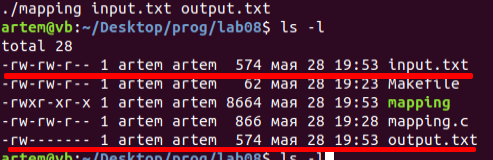 ./mapping input.txt output.txt
artem@vb:~/Desktop/prog/lab08$ ls -l
total 28
-rw-rw-r-- 1 artem artem  574 мая 28 19:53 input.txt
-rw-rw-r-- 1 artem artem   62 мая 28 19:23 Makefile
-rwxr-xr-x 1 artem artem 8664 мая 28 19:53 mapping
-rw-rw-r-- 1 artem artem  866 мая 28 19:28 mapping.c
-rw------- 1 artem artem  574 мая 28 19:53 output.txt
artem@vb:~/Desktop/prog/lab08$ ls -l